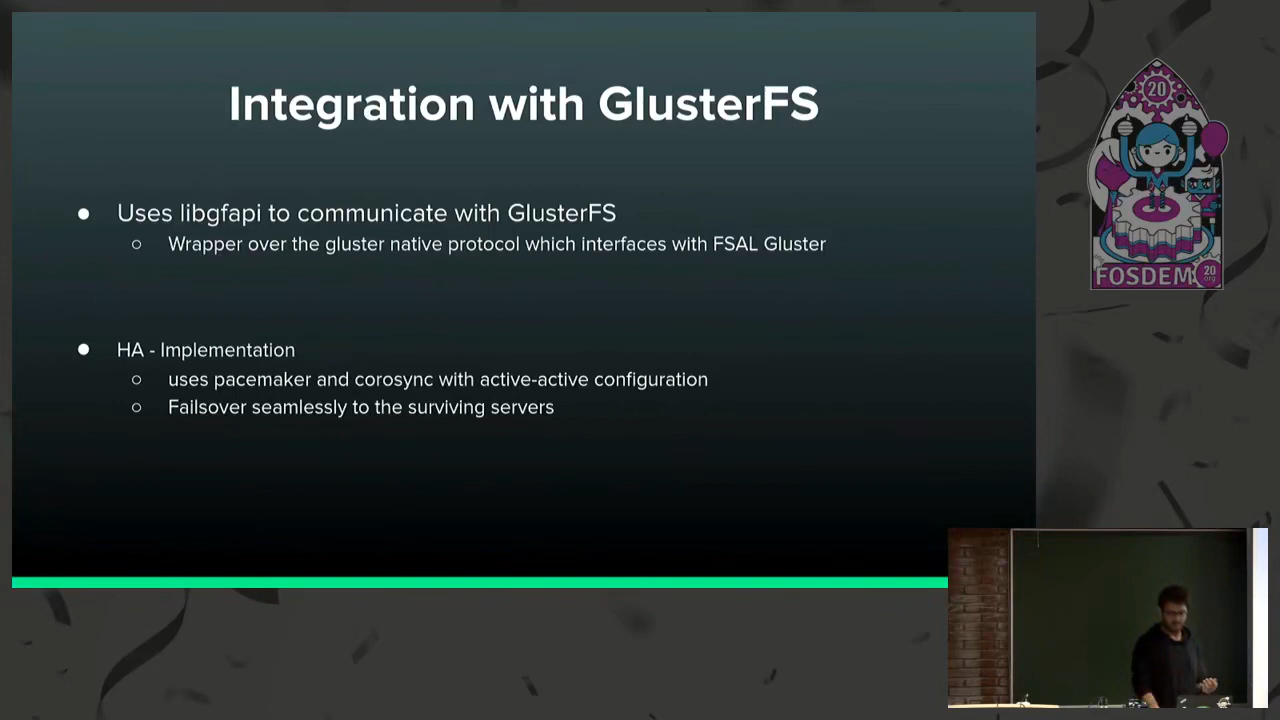 Integration with GlusterFS
● Uses libgfapi to communicate with GlusterFS
○ Wrapper over the gluster native protocol which interfaces with FSAL Gluster
● HA - Implementation
○ uses pacemaker and corosync with active-active configuration
○ Failsover seamlessly to the surviving servers
20
FOSDEM
20
.org